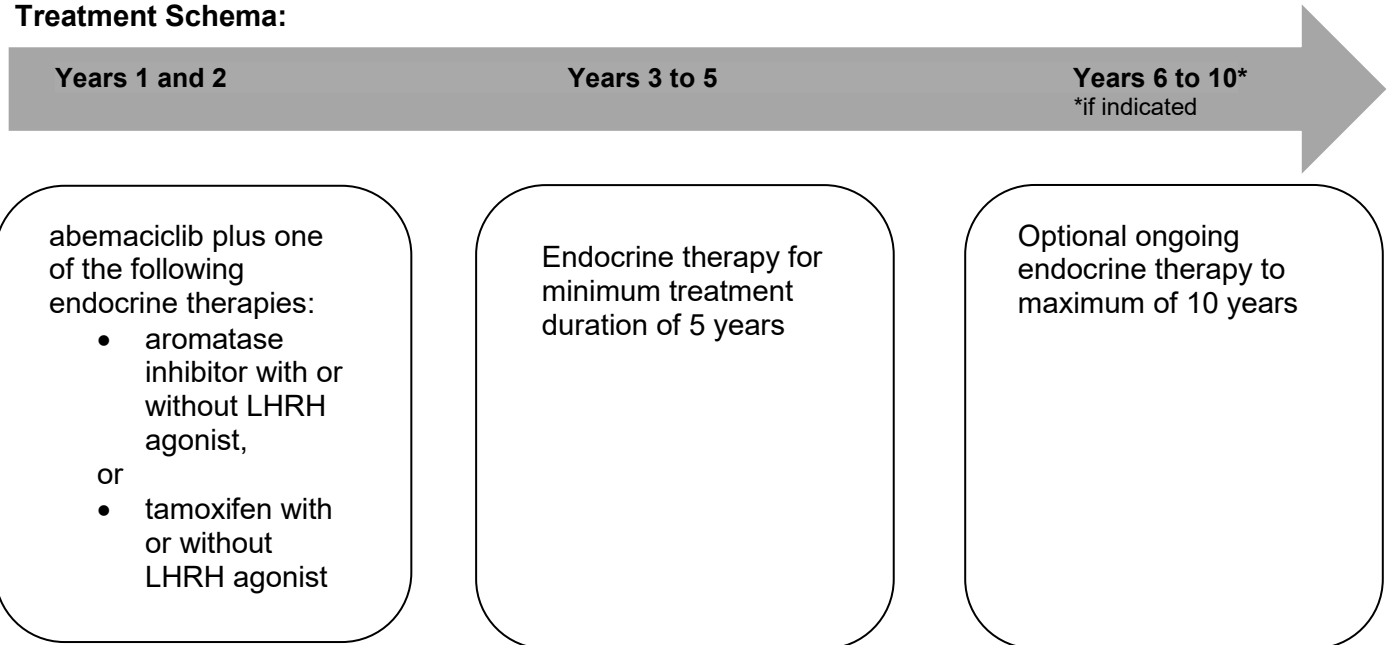 Treatment Schema:
Years 1 and 2
Years 3 to 5
Years 6 to 10*
*if indicated
abemaciclib plus one
of the following
endocrine therapies:
• aromatase
inhibitor with or
without LHRH
agonist,
or
• tamoxifen with
or without
LHRH agonist
Endocrine therapy for
minimum treatment
duration of 5 years
Optional ongoing
endocrine therapy to
maximum of 10 years